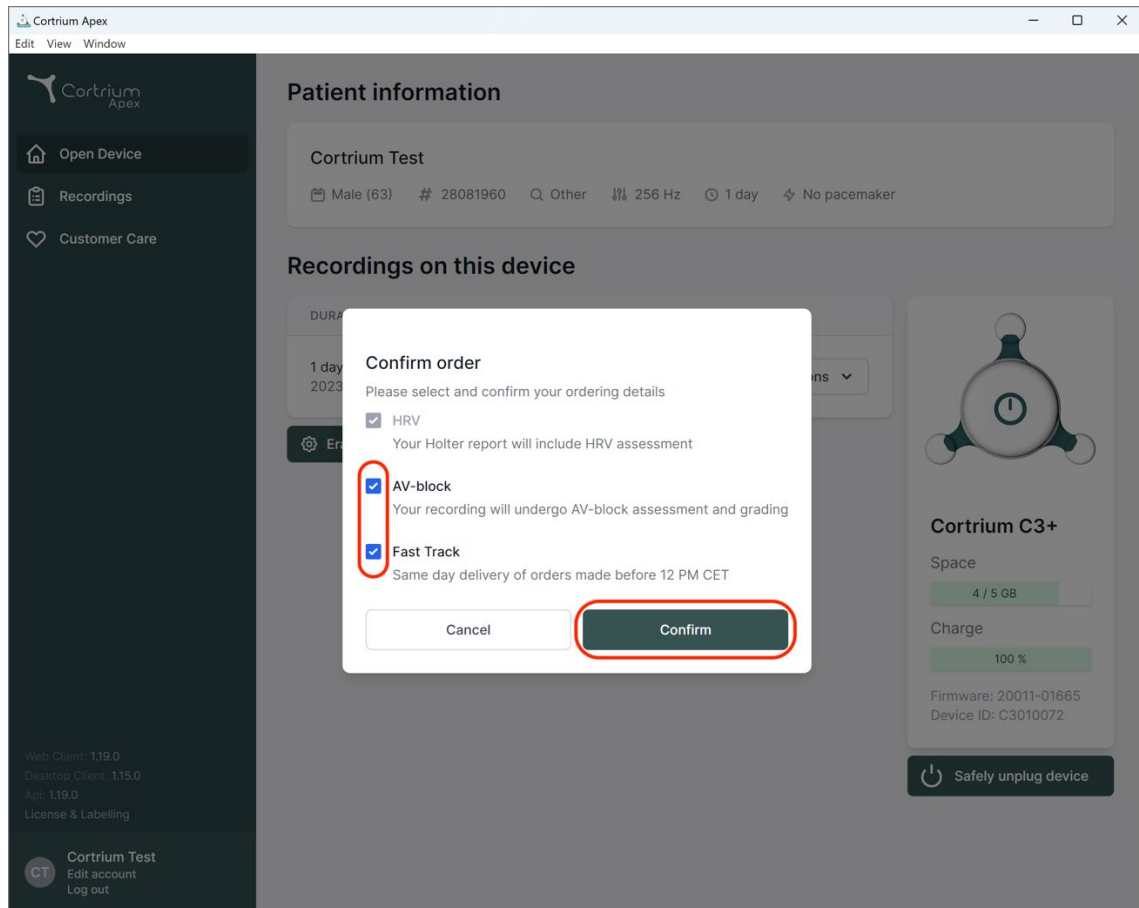 Cortrium Apex
Edit View Window
Cortrium
Apex
Open Device
Recordings
Customer Care
Web Client: 1.19.0
Desktop Client: 1.15.0
Api: 1.19.0
License & Labelling
CT
Cortrium Test
Edit account
Log out
Patient information
Cortrium Test
Male (63) # 28081960 Other 256 Hz 1 day No pacemaker
Recordings on this device
DURA
1 day
2023
ons
Er
Confirm order
Please select and confirm your ordering details
HRV
Your Holter report will include HRV assessment
AV-block
Your recording will undergo AV-block assessment and grading
Fast Track
Same day delivery of orders made before 12 PM CET
Cancel Confirm
Cortrium C3+
Space
4 / 5 GB
Charge
100 %
Firmware: 20011-01665
Device ID: C3010072
Safely unplug device